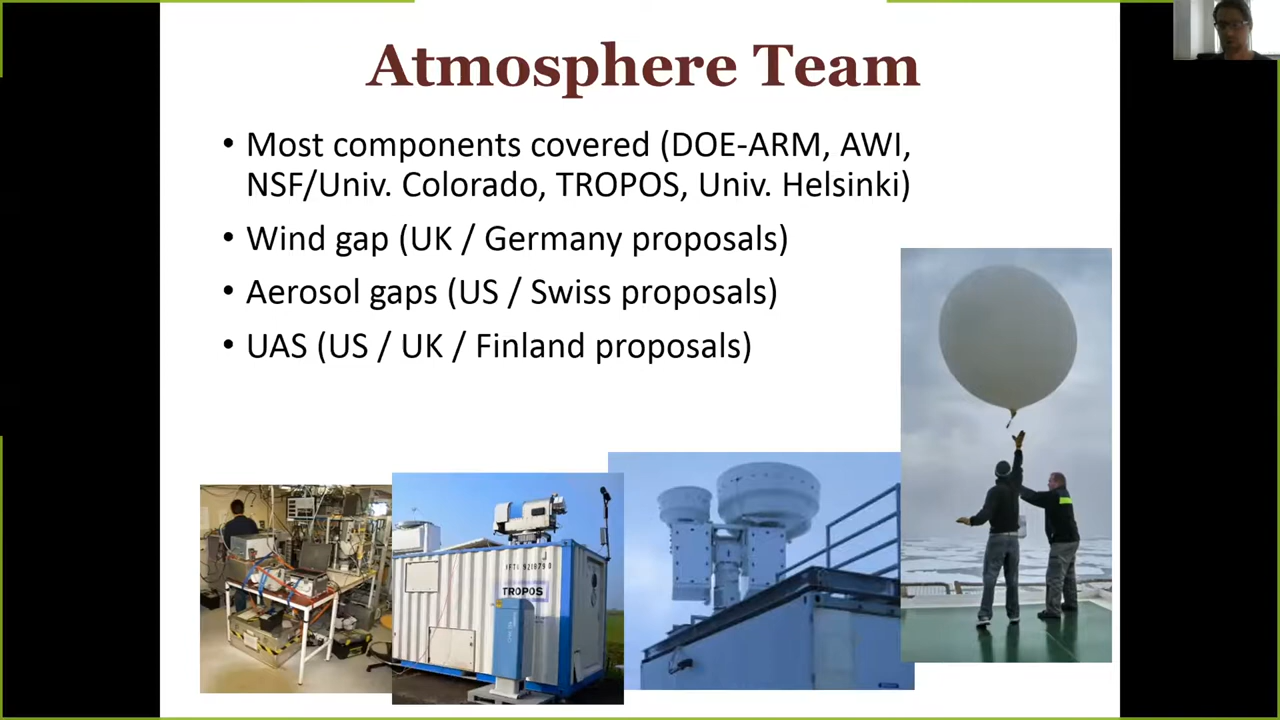 Atmosphere Team
• Most components covered (DOE-ARM, AWI,
NSF/Univ. Colorado, TROPOS, Univ. Helsinki)
• Wind gap (UK / Germany proposals)
• Aerosol gaps (US / Swiss proposals)
• UAS (US / UK / Finland proposals)
TROPOS